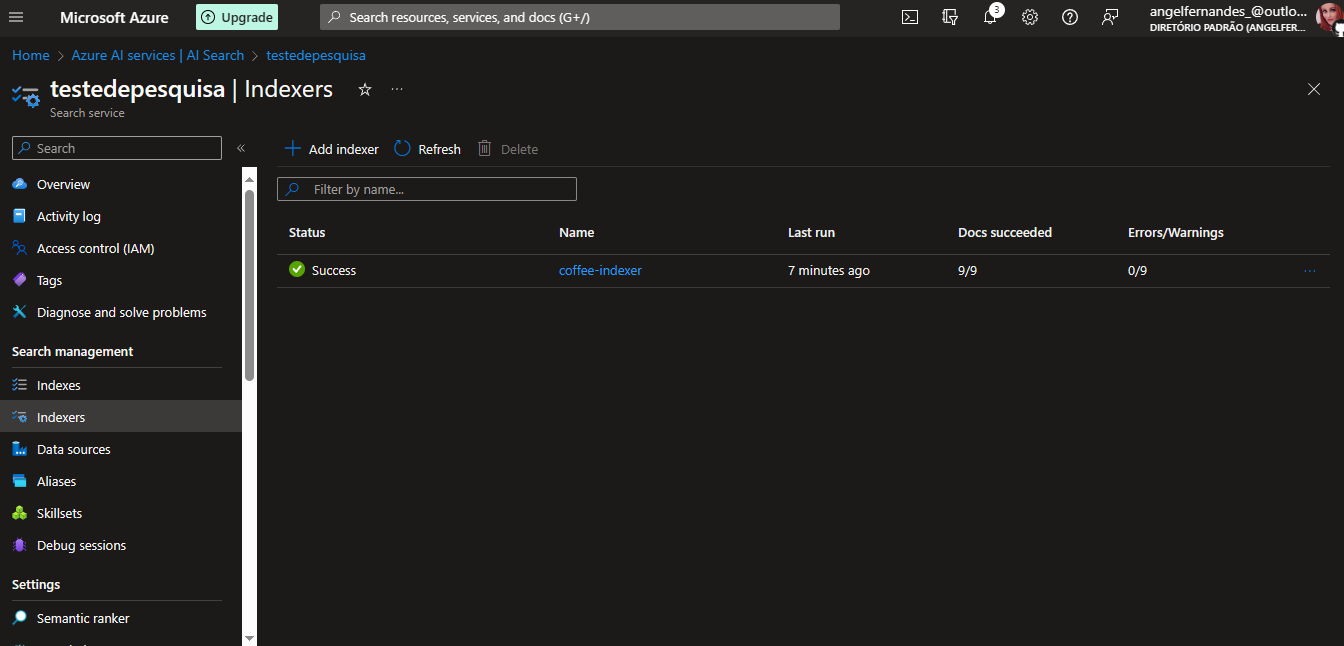 Microsoft Azure
Upgrade
Search resources, services, and docs (G+/)
3
angelfernandes_@outlo...
DIRETÓRIO PADRÃO (ANGELFER...
Home > Azure AI services | AI Search > testedepesquisa
testedepesquisa | Indexers
Search service
Search
Overview
Activity log
Access control (IAM)
Tags
Diagnose and solve problems
Search management
Indexes
Indexers
Data sources
Aliases
Skillsets
Debug sessions
Settings
Semantic ranker
Add indexer Refresh Delete
Filter by name...
Status Name Last run Docs succeeded Errors/Warnings
Success coffee-indexer 7 minutes ago 9/9 0/9